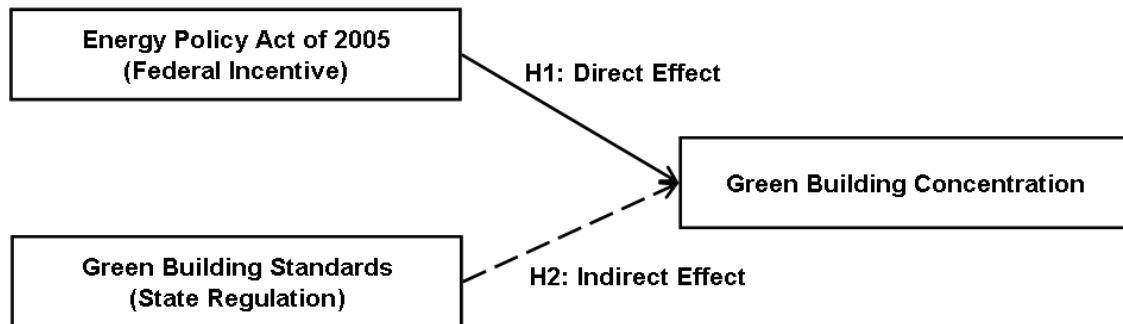 Energy Policy Act of 2005
(Federal Incentive)
H1: Direct Effect
Green Building Concentration
Green Building Standards
(State Regulation)
H2: Indirect Effect